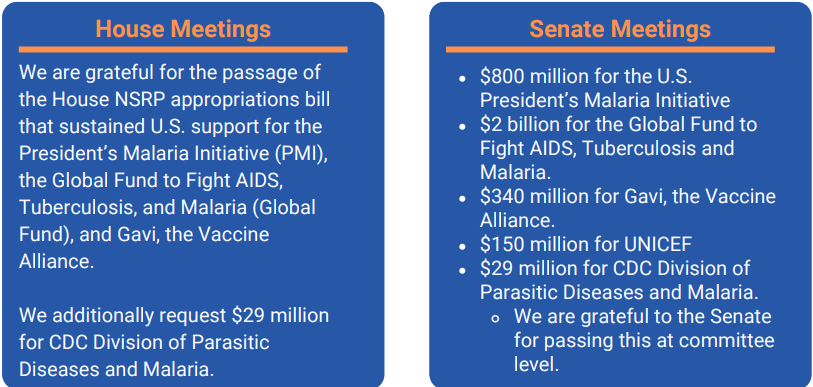 House Meetings
We are grateful for the passage of
the House NSRP appropriations bill
that sustained U.S. support for the
President's Malaria Initiative (PMI),
the Global Fund to Fight AIDS,
Tuberculosis, and Malaria (Global
Fund), and Gavi, the Vaccine
Alliance.
We additionally request $29 million
for CDC Division of Parasitic
Diseases and Malaria.
Senate Meetings
• $800 million for the U.S.
President's Malaria Initiative
• $2 billion for the Global Fund to
Fight AIDS, Tuberculosis and
Malaria.
• $340 million for Gavi, the Vaccine
Alliance.
• $150 million for UNICEF
• $29 million for CDC Division of
Parasitic Diseases and Malaria.
○ We are grateful to the Senate
for passing this at committee
level.